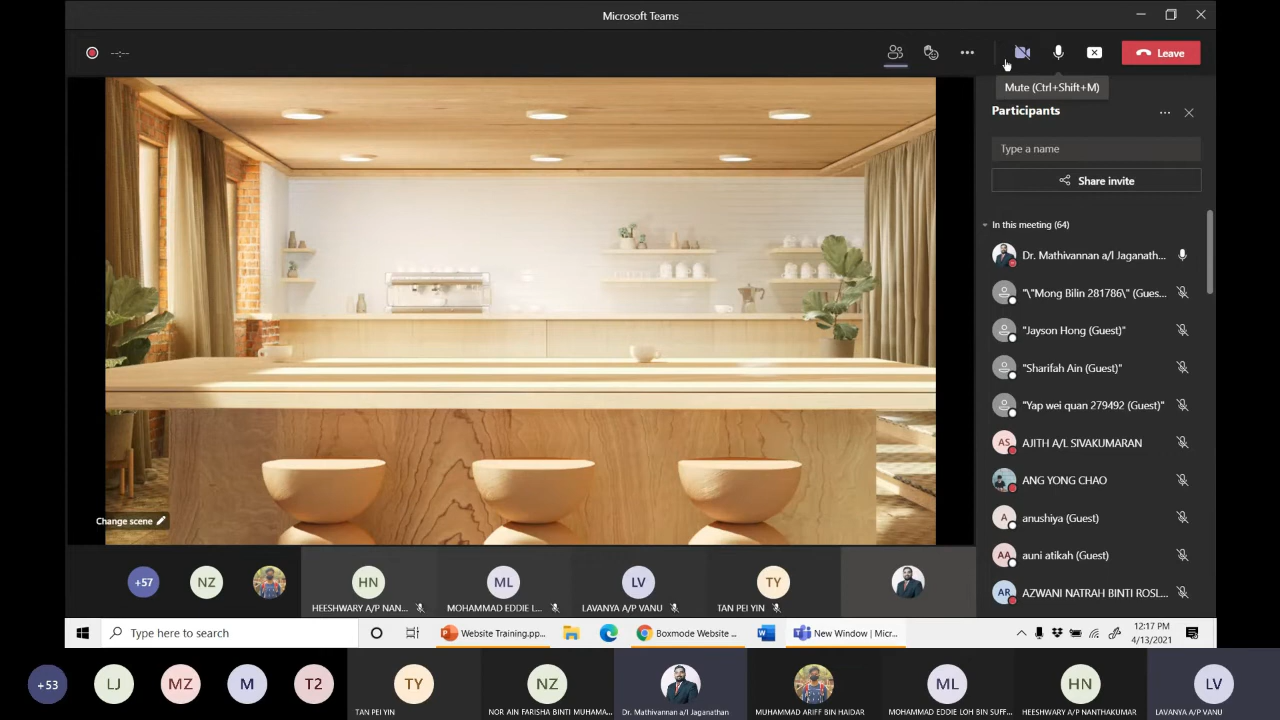 Microsoft Teams
--:--
Leave
Mute (Ctrl+Shift+M)
Participants
Type a name
Share invite
In this meeting (64)
Dr. Mathivannan a/l Jaganath...
"\"Mong Bilin 281786\" (Gues...
"Jayson Hong (Guest)"
"Sharifah Ain (Guest)"
"Yap wei quan 279492 (Guest)"
AS AJITH A/L SIVAKUMARAN
ANG YONG CHAO
A anushiya (Guest)
AA auni atikah (Guest)
AR AZWANI NATRAH BINTI ROSL...
Change scene
+57 NZ HN ML LV TY
HEESHWARY A/P NAN... MOHAMMAD EDDIE L... LAVANYA A/P VANU TAN PEI YIN
Type here to search
Website Training.pp...
Boxmode Website ...
New Window | Micr...
12:17 PM
4/13/2021
+53 LJ MZ M T2 TY NZ ML HN LV
TAN PEI YIN NOR AIN FARISHA BINTI MUHAMA... Dr. Mathivannan a/l Jaganathan MUHAMMAD ARIFF BIN HAIDAR MOHAMMAD EDDIE LOH BIN SUFF... HEESHWARY A/P NANTHAKUMAR LAVANYA A/P VANU